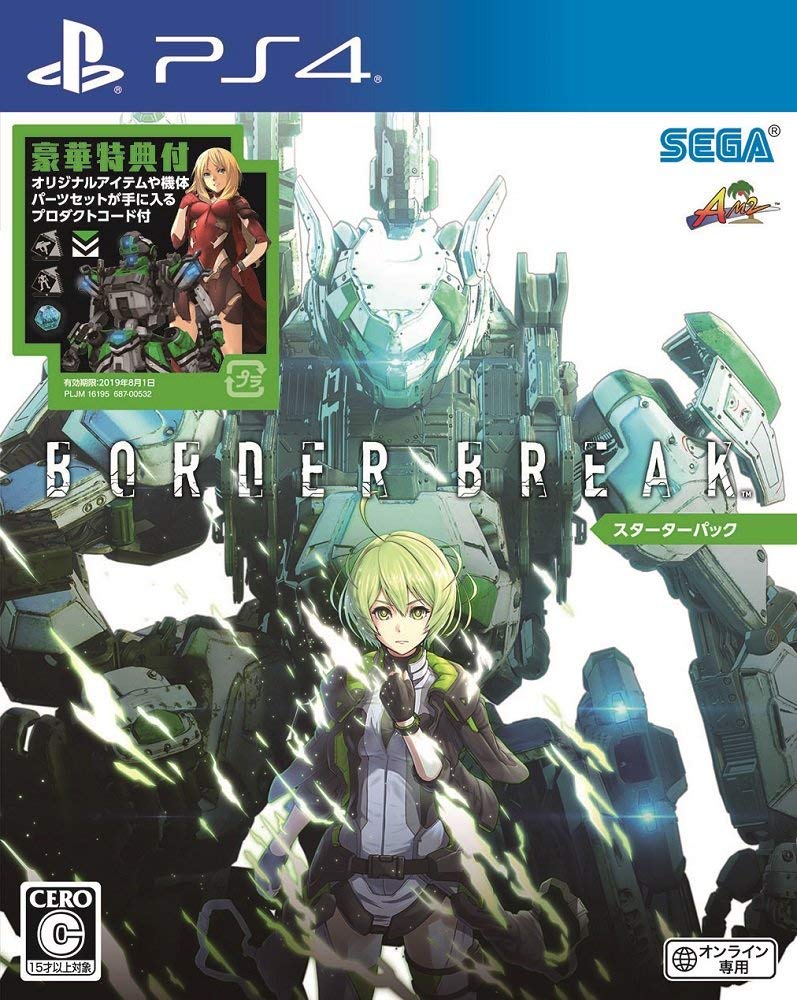 PS4®
SEGA®
AM2™
豪華特典付
オリジナルアイテムや機体
パーツセットが手に入る
プロダクトコード付
有効期限:2019年8月1日
PLJM 16195 687-00532
プラ
BORDER BREAK™
スターターパック
CERO
C
15才以上対象
オンライン
専用